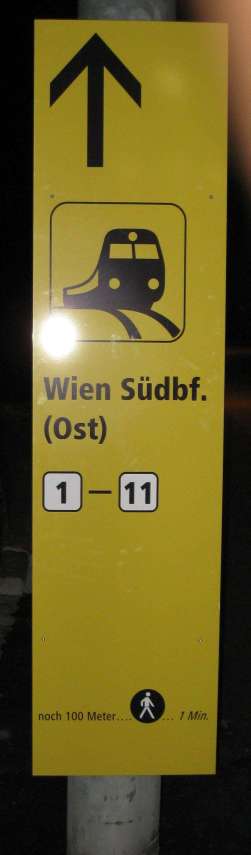 Wien Südbf.
(Ost)
1 – 11
noch 100 Meter.... ... 1 Min.